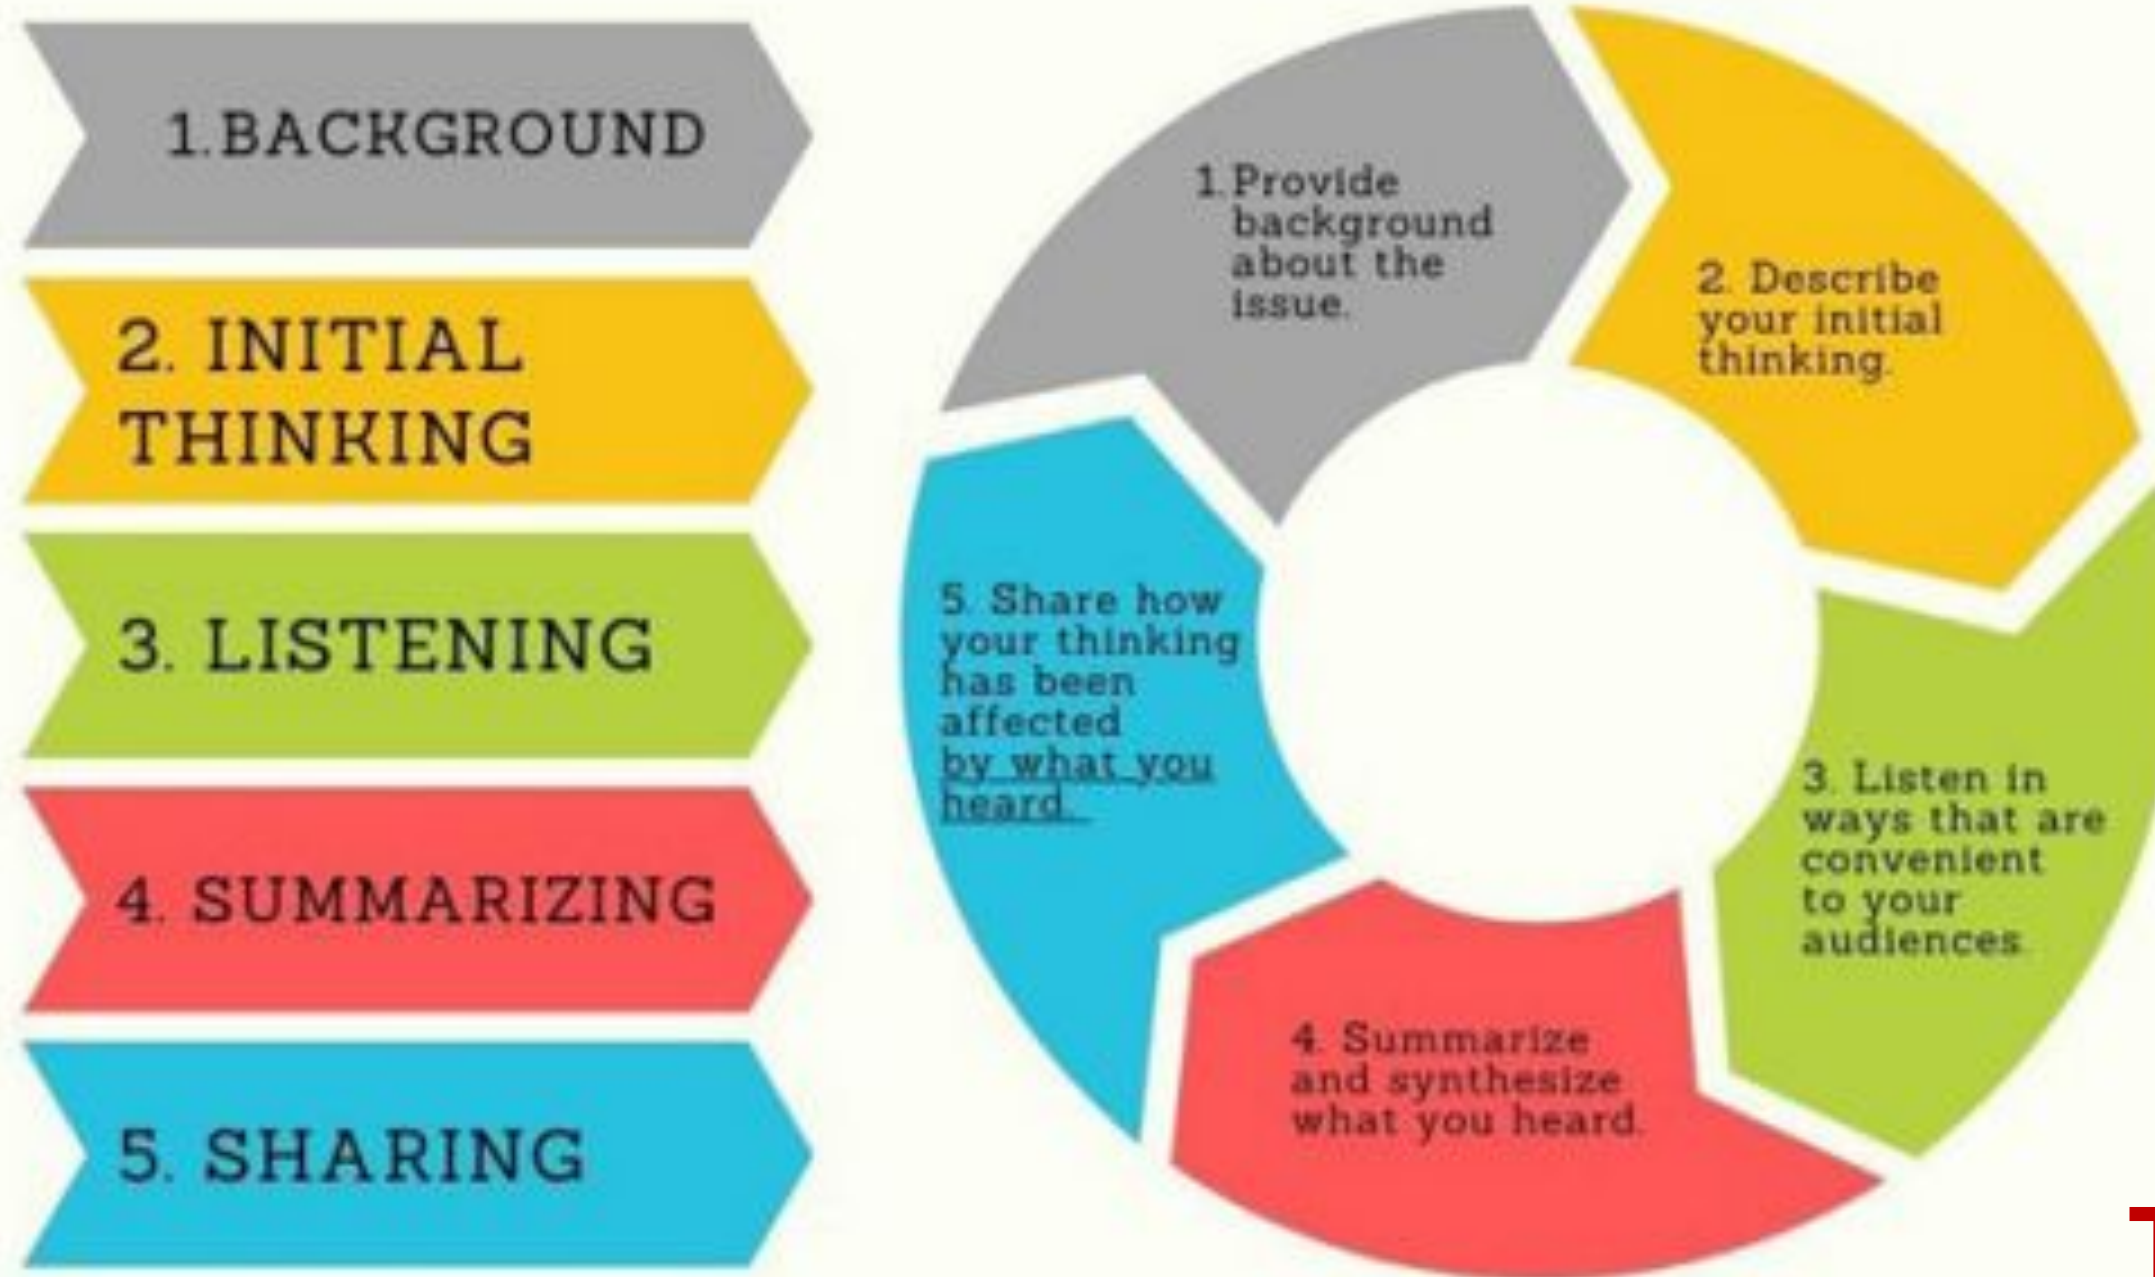 1.BACKGROUND
2. INITIAL
THINKING
3. LISTENING
4. SUMMARIZING
5. SHARING
1. Provide
background
about the
issue.
2. Describe
your initial
thinking.
3. Listen in
ways that are
convenient
to your
audiences.
4. Summarize
and synthesize
what you heard.
5. Share how
your thinking
has been
affected
by what you
heard.